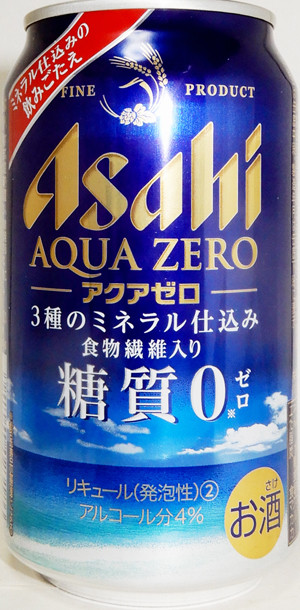 ミネラル仕込みの
飲みごたえ
FINE PRODUCT
Asahi
AQUA ZERO
アクアゼロ
3種のミネラル仕込み
食物繊維入り
糖質0※ゼロ
リキュール(発泡性)②
アルコール分4%
さけ
お酒